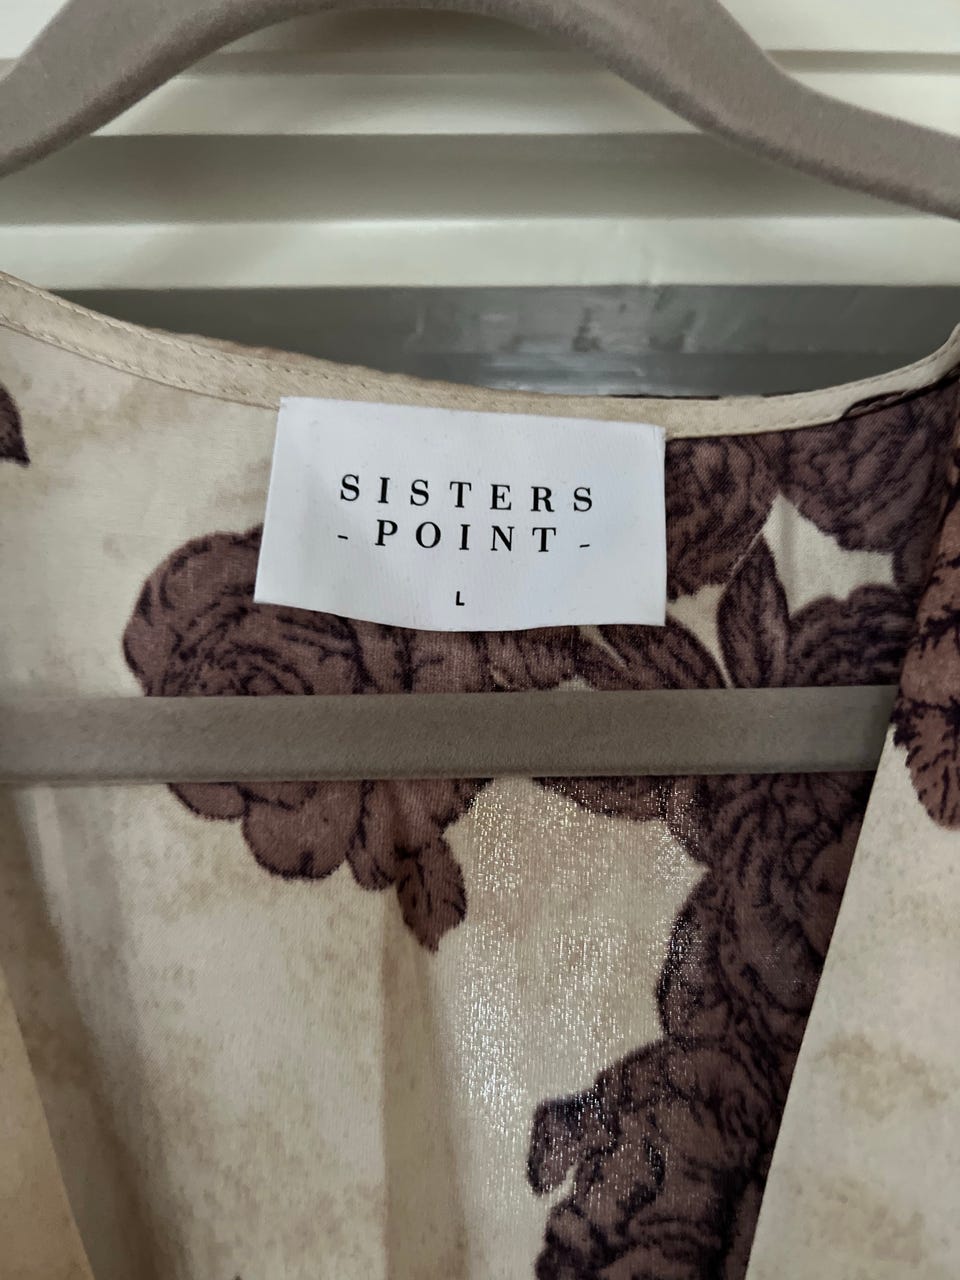 SISTERS
- POINT -
L